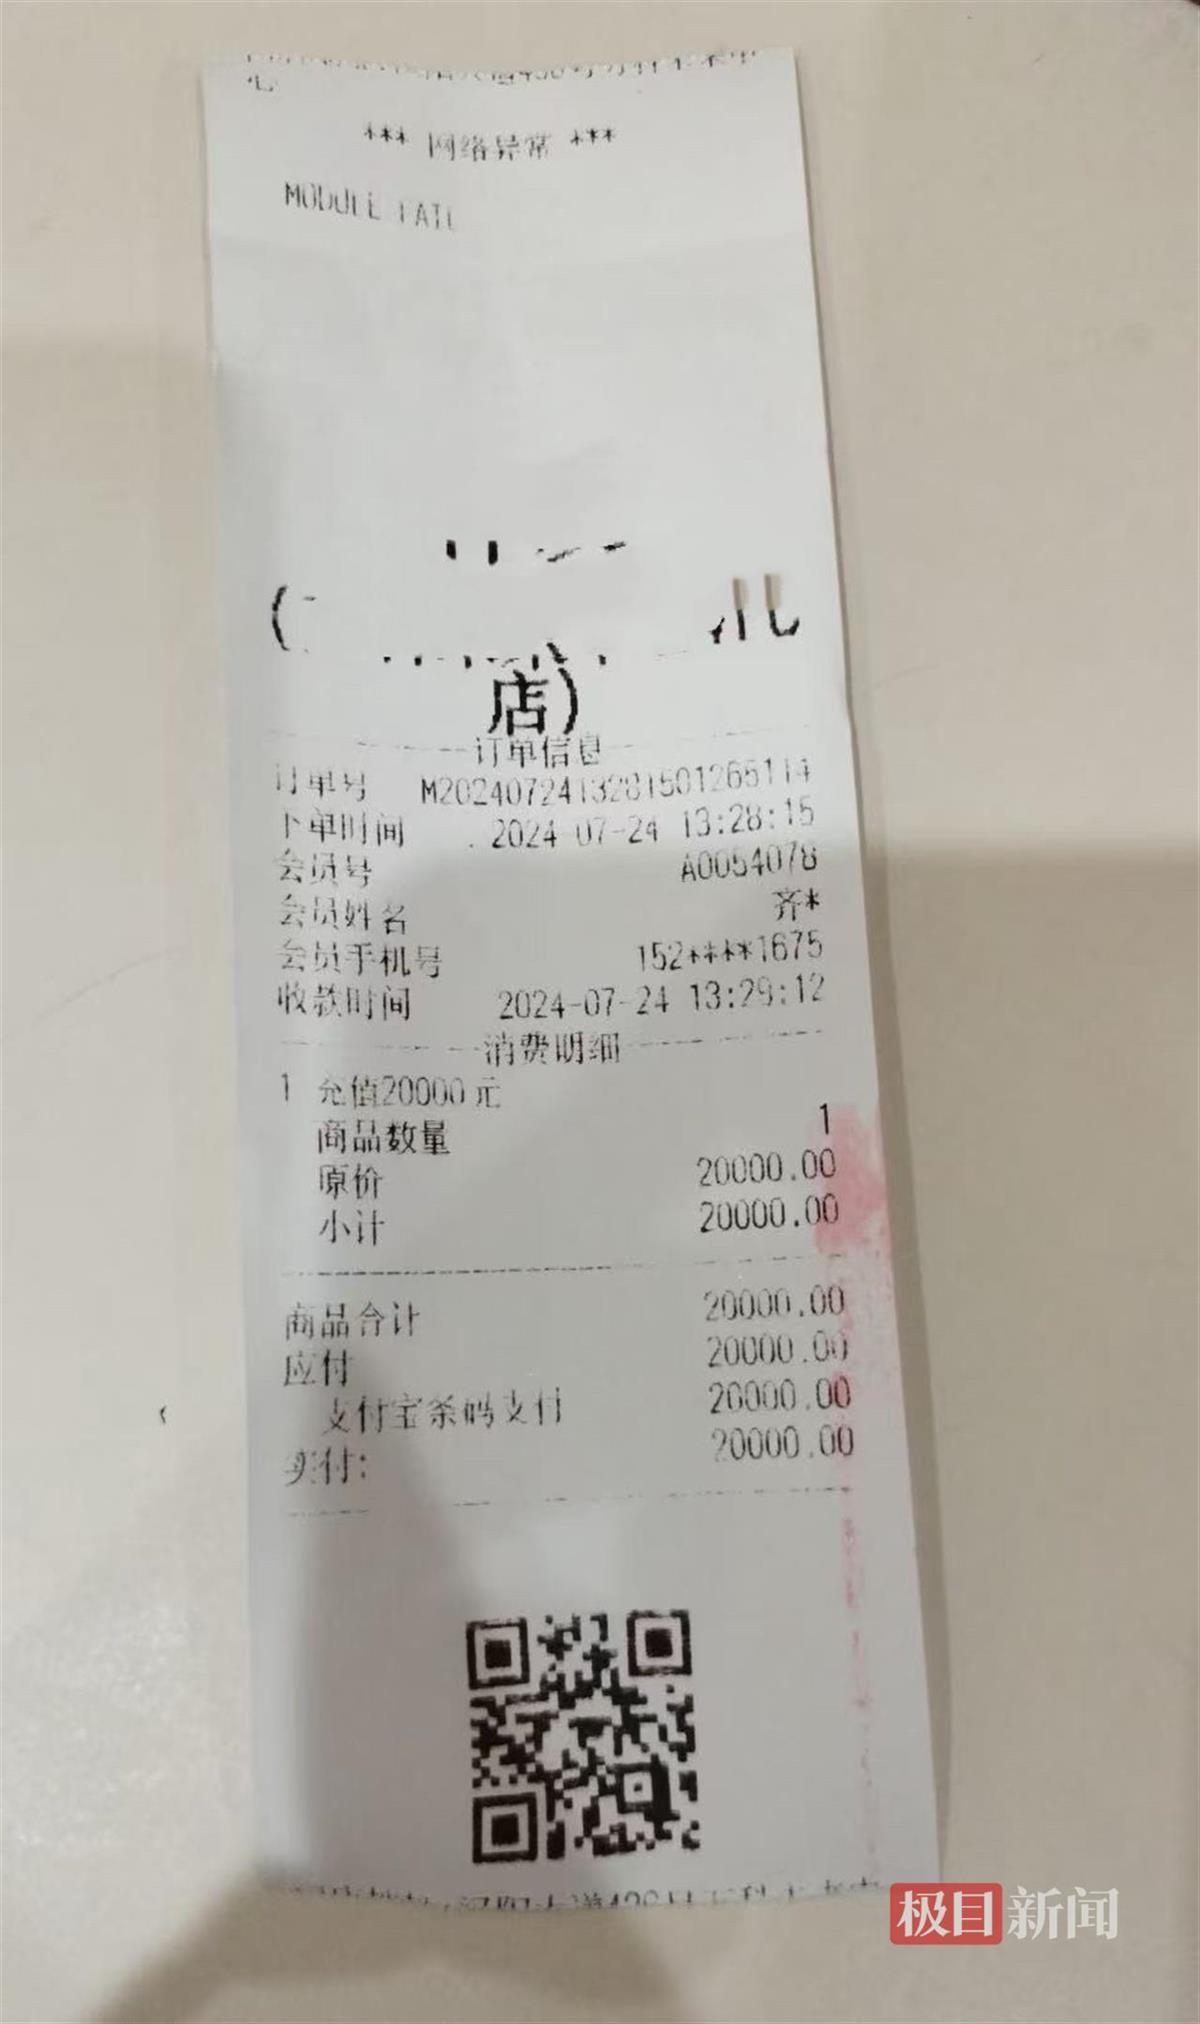 *** 网络异常 ***
店)
订单信息
订单号 M2024072413281501265114
下单时间 2024-07-24 13:28:15
会员号 A0054078
会员姓名 齐*
会员手机号 152****1675
收款时间 2024-07-24 13:29:12
消费明细
1 充值20000元
商品数量 1
原价 20000.00
小计 20000.00
商品合计 20000.00
应付 20000.00
支付宝条码支付 20000.00
实付: 20000.00
极目新闻